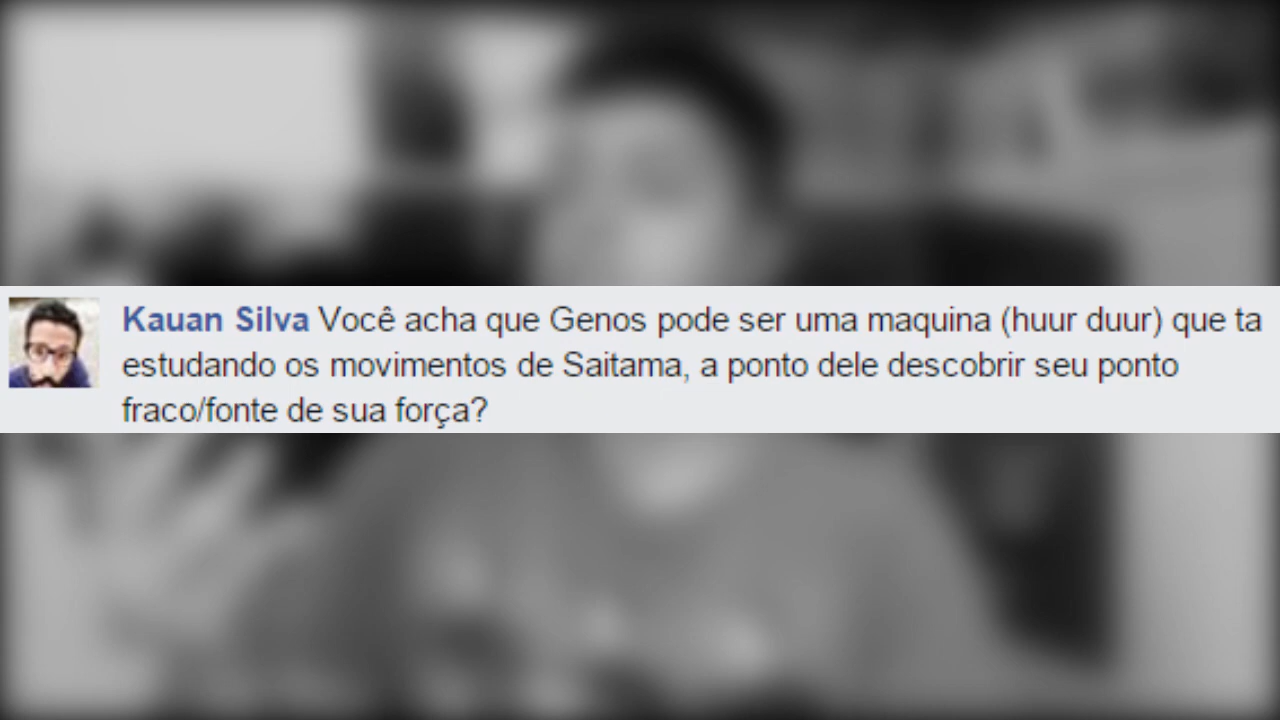 Kauan Silva Você acha que Genos pode ser uma maquina (huur duur) que ta
estudando os movimentos de Saitama, a ponto dele descobrir seu ponto
fraco/fonte de sua força?